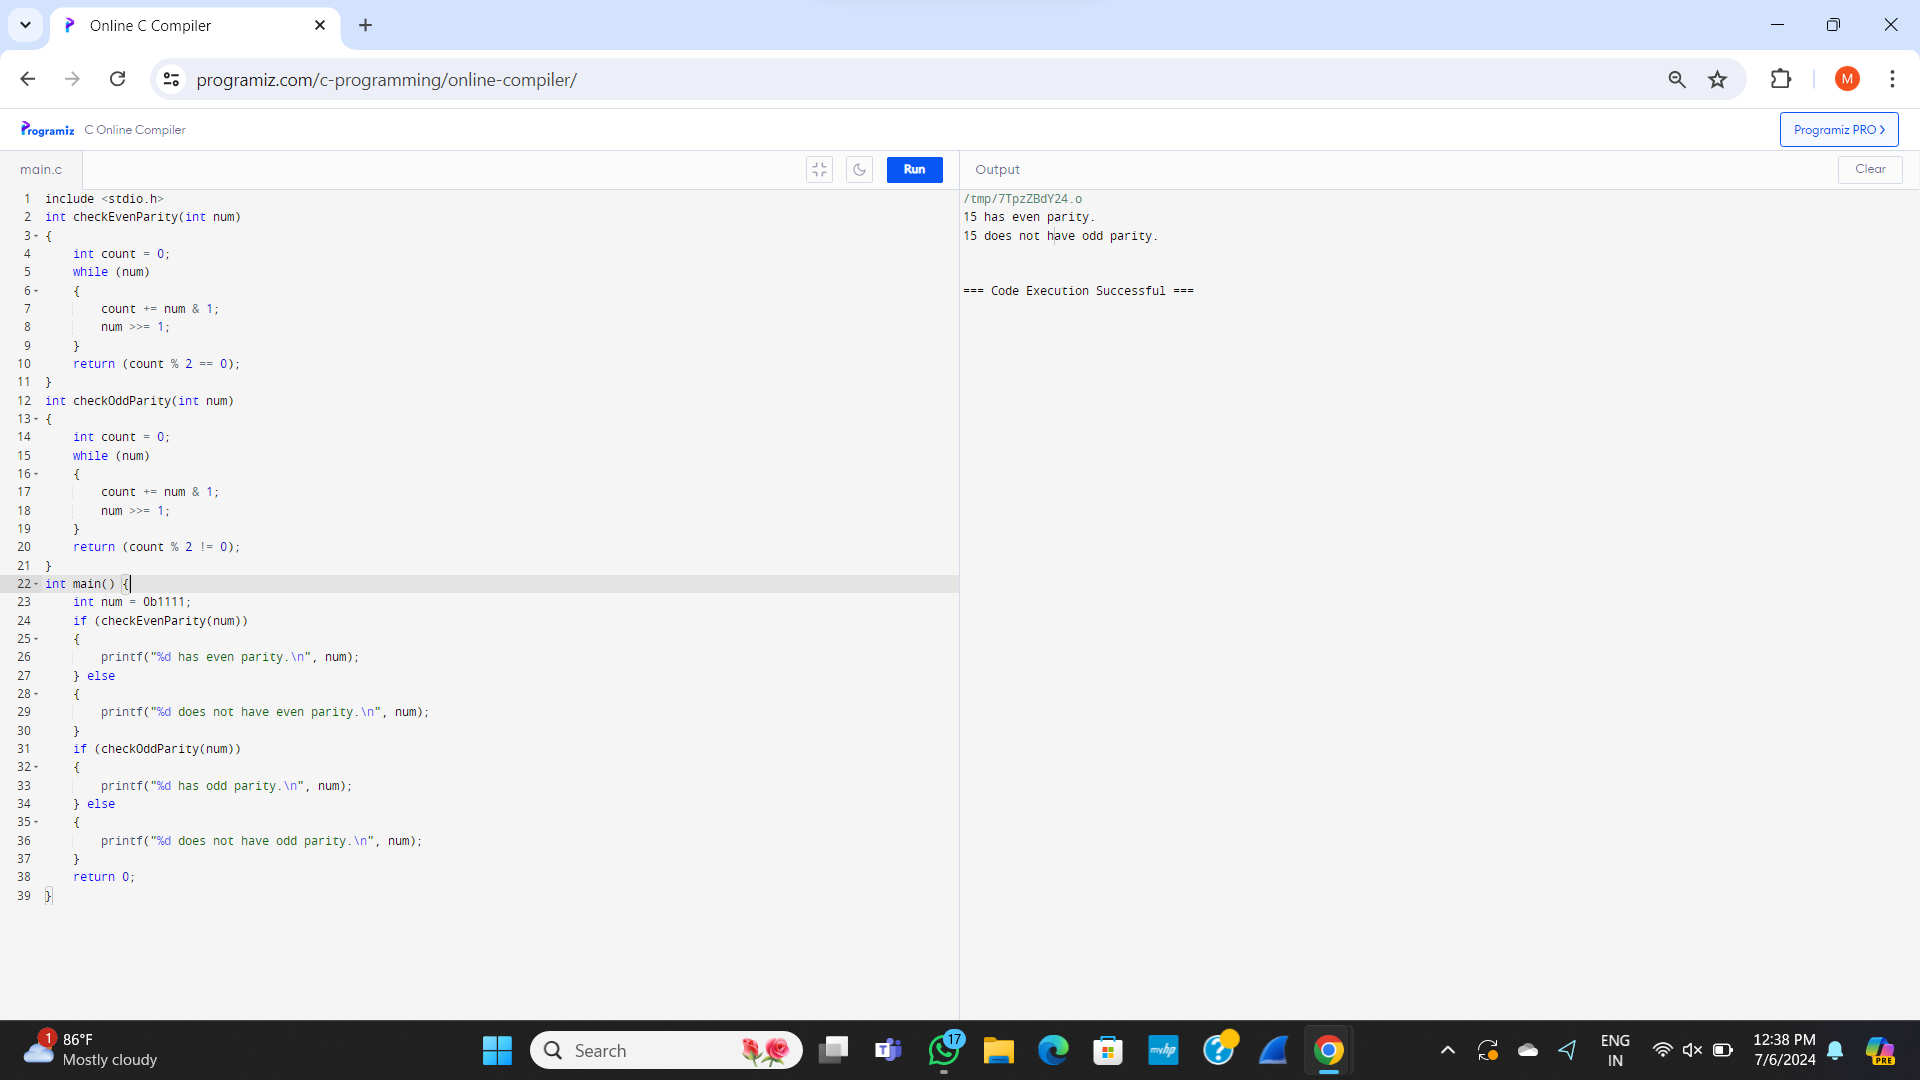 Online C Compiler
programiz.com/c-programming/online-compiler/
M
Programiz C Online Compiler
Programiz PRO
main.c
Run
Output
Clear
1 include <stdio.h>
2 int checkEvenParity(int num)
3 {
4 int count = 0;
5 while (num)
6 {
7 count += num & 1;
8 num >>= 1;
9 }
10 return (count % 2 == 0);
11 }
12 int checkOddParity(int num)
13 {
14 int count = 0;
15 while (num)
16 {
17 count += num & 1;
18 num >>= 1;
19 }
20 return (count % 2 != 0);
21 }
22 int main() {
23 int num = 0b1111;
24 if (checkEvenParity(num))
25 {
26 printf("%d has even parity.\n", num);
27 } else
28 {
29 printf("%d does not have even parity.\n", num);
30 }
31 if (checkOddParity(num))
32 {
33 printf("%d has odd parity.\n", num);
34 } else
35 {
36 printf("%d does not have odd parity.\n", num);
37 }
38 return 0;
39 }
/tmp/7TpzZBdY24.o
15 has even parity.
15 does not have odd parity.
=== Code Execution Successful ===
1
86°F
Mostly cloudy
Search
17
myhp
ENG
IN
12:38 PM
7/6/2024
PRE